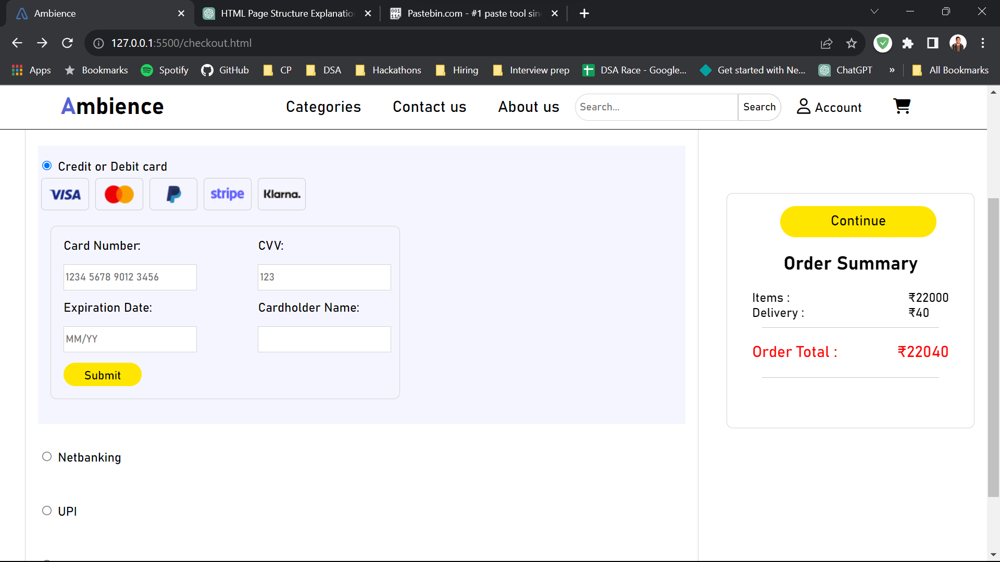 Ambience
HTML Page Structure Explanatio
Pastebin.com - #1 paste tool sin
127.0.0.1:5500/checkout.html
Apps Bookmarks Spotify GitHub CP DSA Hackathons Hiring Interview prep DSA Race - Google... Get started with Ne... ChatGPT » All Bookmarks
Ambience Categories Contact us About us Search... Search Account
Credit or Debit card
VISA stripe Klarna.
Card Number: CVV:
1234 5678 9012 3456 123
Expiration Date: Cardholder Name:
MM/YY
Submit
Netbanking
UPI
Continue
Order Summary
Items : ₹22000
Delivery : ₹40
Order Total : ₹22040